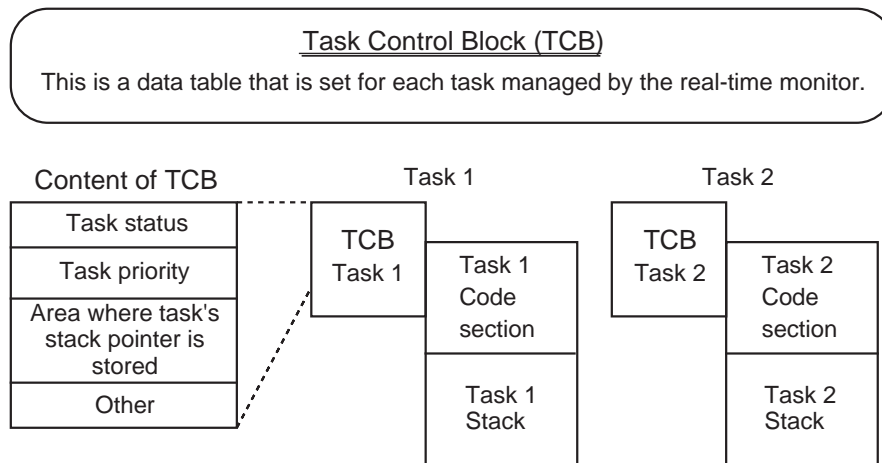 Task Control Block (TCB)
This is a data table that is set for each task managed by the real-time monitor.
Content of TCB
Task status
Task priority
Area where task's
stack pointer is
stored
Other
Task 1
TCB
Task 1
Task 1
Code
section
Task 1
Stack
Task 2
TCB
Task 2
Task 2
Code
section
Task 2
Stack